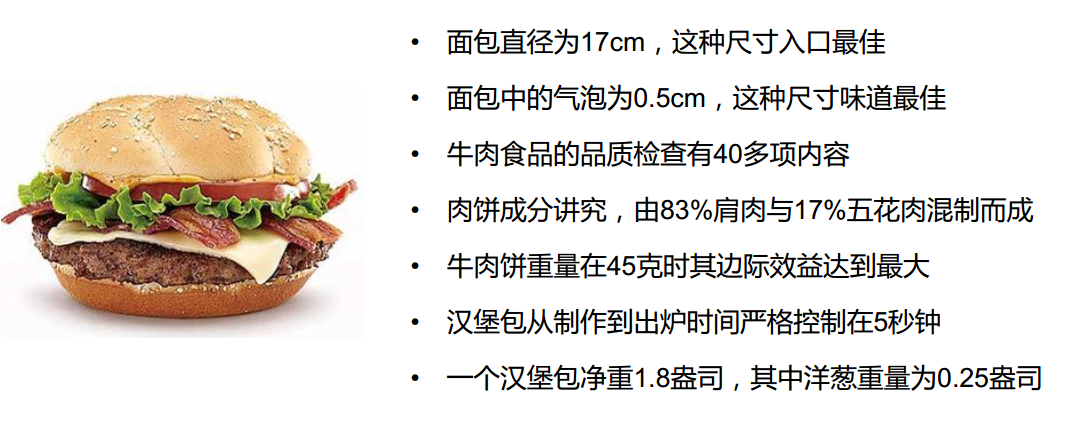 • 面包直径为17cm，这种尺寸入口最佳
• 面包中的气泡为0.5cm，这种尺寸味道最佳
• 牛肉食品的品质检查有40多项内容
• 肉饼成分讲究，由83%肩肉与17%五花肉混制而成
• 牛肉饼重量在45克时其边际效益达到最大
• 汉堡包从制作到出炉时间严格控制在5秒钟
• 一个汉堡包净重1.8盎司，其中洋葱重量为0.25盎司